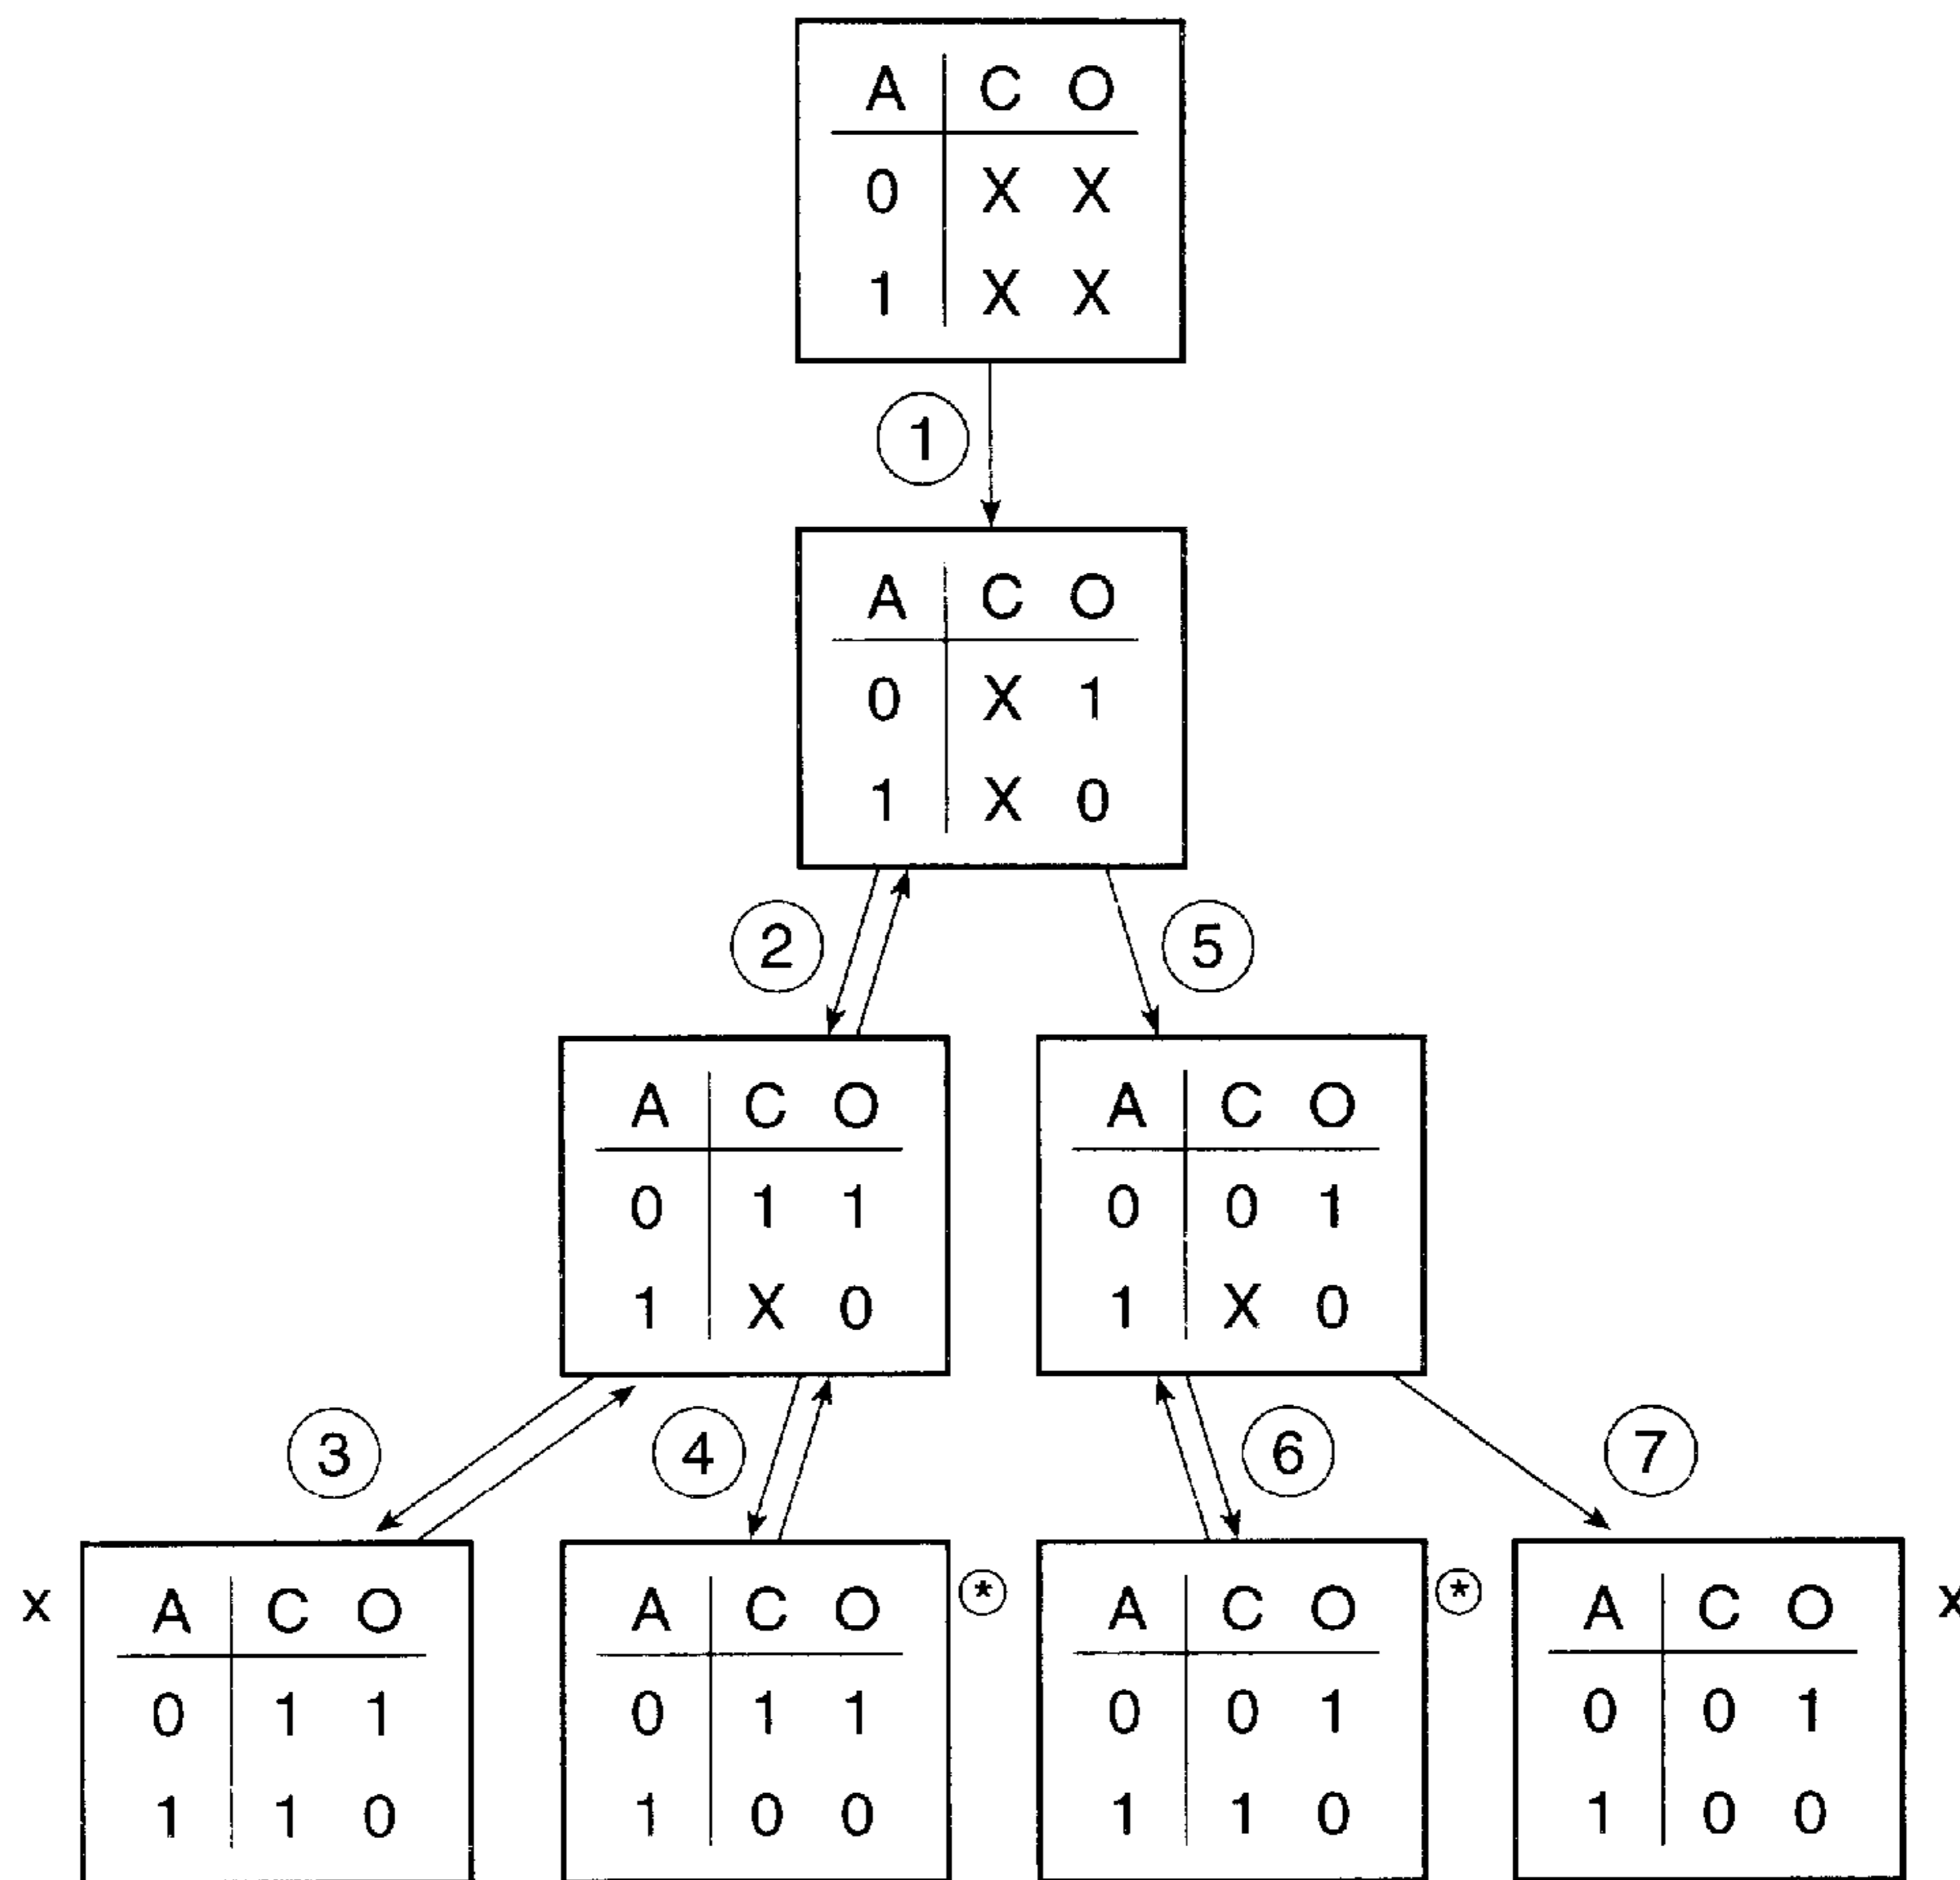 A C O
0 X X
1 X X
1
A C O
0 X 1
1 X 0
2 5
A C O A C O
0 1 1 0 0 1
1 X 0 1 X 0
3 4 6 7
x A C O A C O * A C O * A C O x
0 1 1 0 1 1 0 0 1 0 0 1
1 1 0 1 0 0 1 1 0 1 0 0